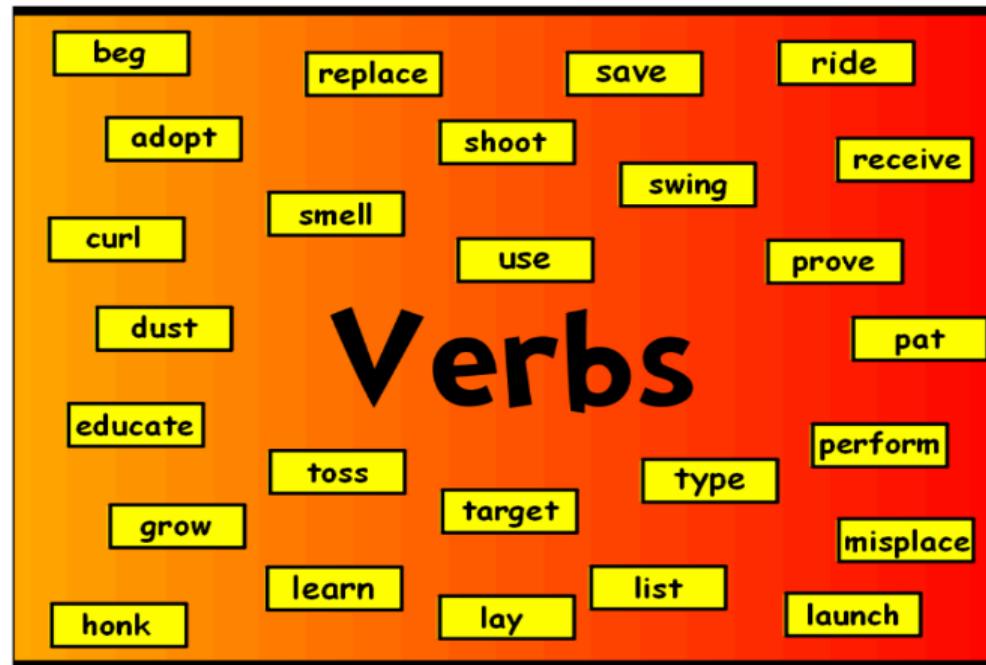 beg
replace
save
ride
adopt
shoot
receive
swing
smell
curl
use
prove
dust
Verbs
pat
educate
perform
toss
type
target
grow
misplace
learn
list
lay
launch
honk